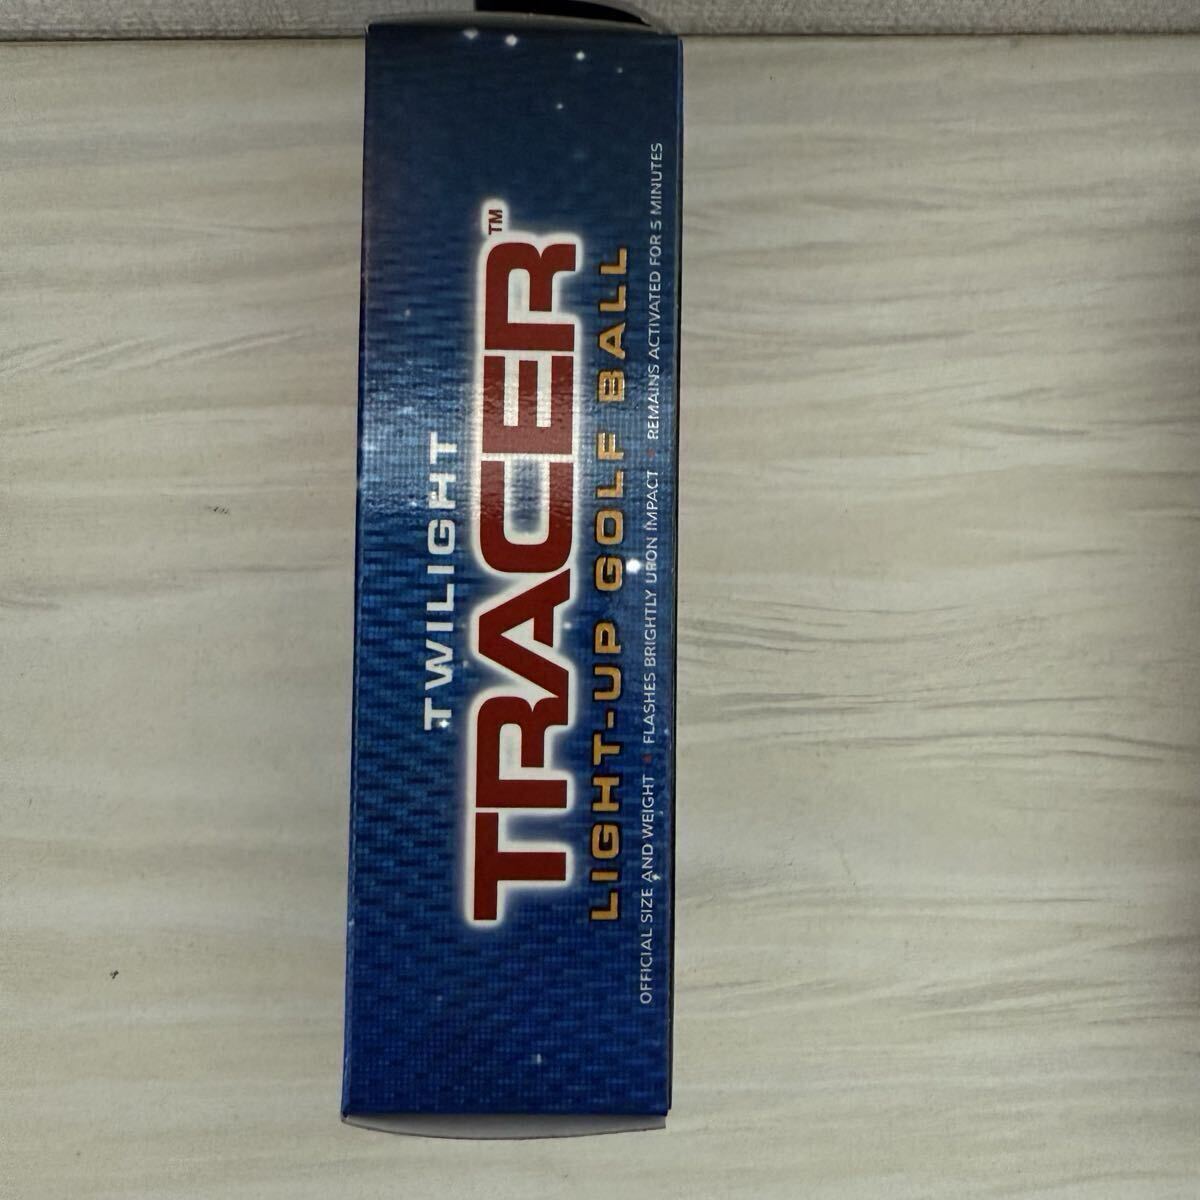 TWILIGHT
TRACER™
LIGHT-UP GOLF BALL
OFFICIAL SIZE AND WEIGHT • FLASHES BRIGHTLY UPON IMPACT • REMAINS ACTIVATED FOR 5 MINUTES